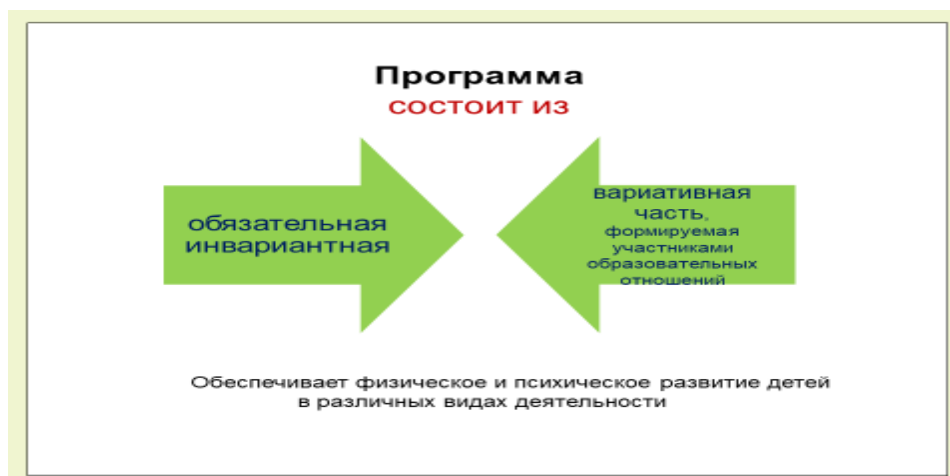 Программа
состоит из
обязательная
инвариантная
вариативная
часть,
формируемая
участниками
образовательных
отношений
Обеспечивает физическое и психическое развитие детей
в различных видах деятельности